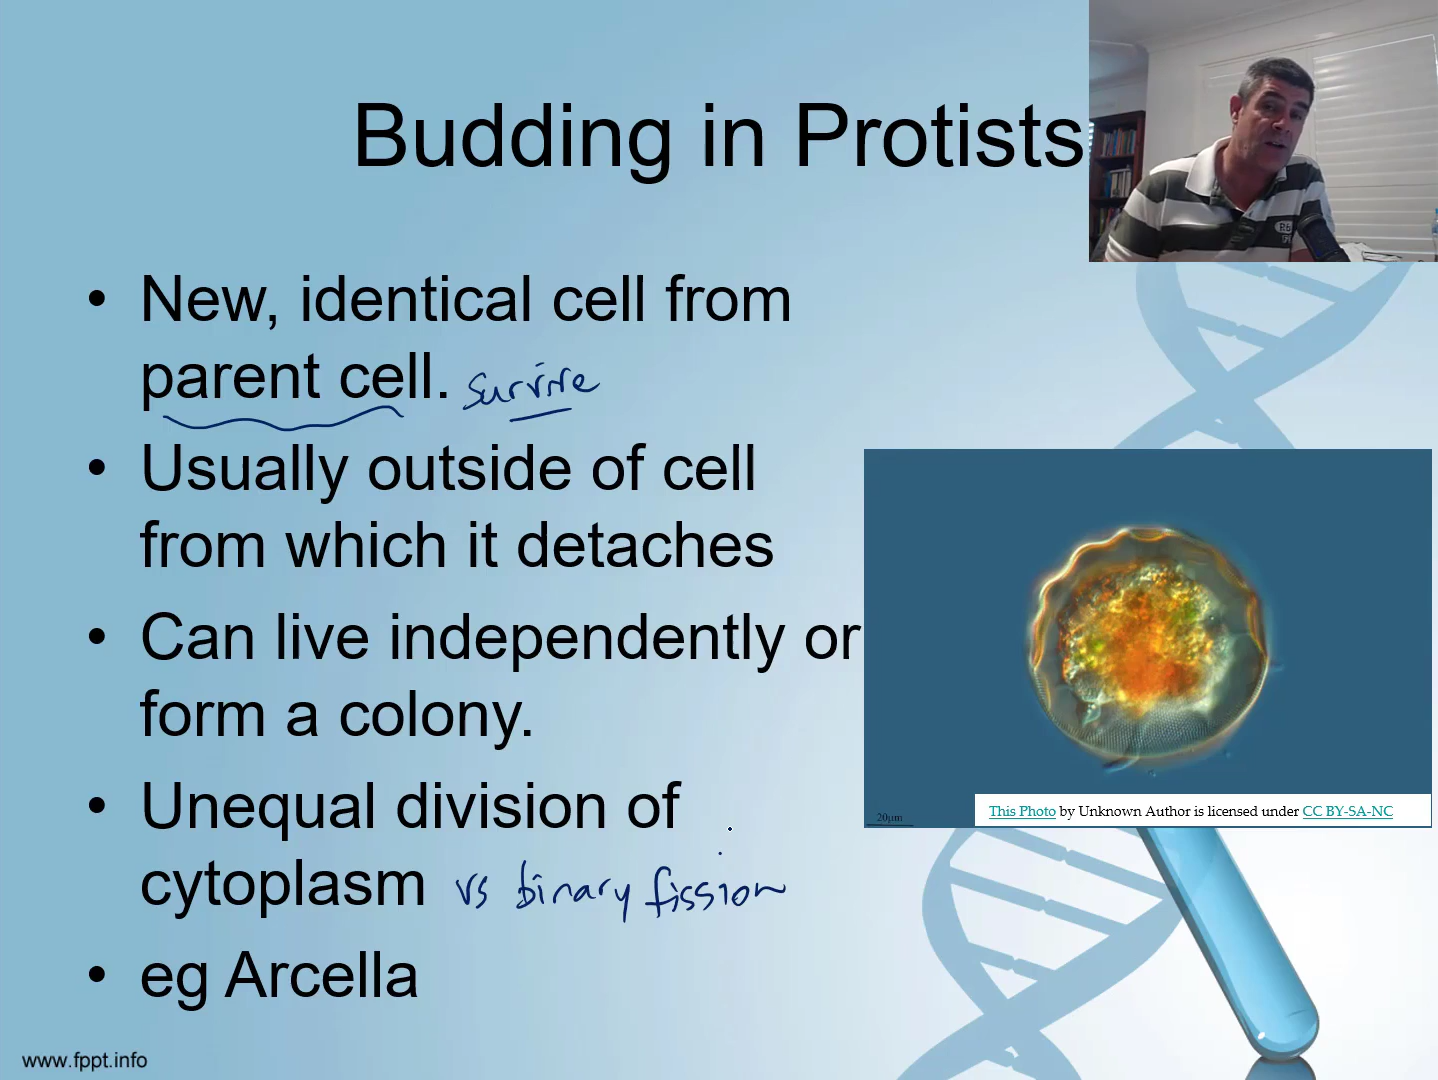 Budding in Protists
• New, identical cell from
parent cell. survive
• Usually outside of cell
from which it detaches
• Can live independently or
form a colony.
• Unequal division of
cytoplasm vs binary fission
• eg Arcella
20µm
This Photo by Unknown Author is licensed under CC BY-SA-NC
www.fppt.info